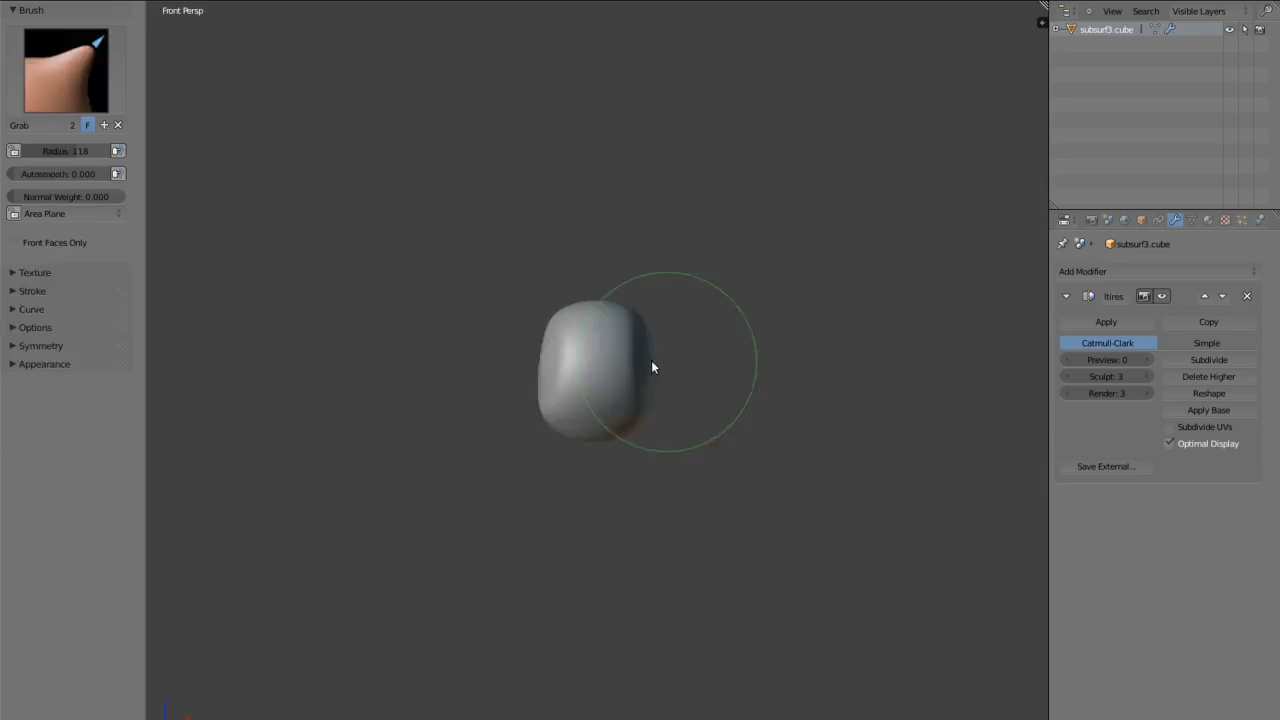 Brush
Grab 2 F
Radius: 118
Autosmooth: 0.000
Normal Weight: 0.000
Area Plane
Front Faces Only
Texture
Stroke
Curve
Options
Symmetry
Appearance
Front Persp
View Search Visible Layers
subsurf3.cube
subsurf3.cube
Add Modifier
ltires
Apply Copy
Catmull-Clark Simple
Preview: 0 Subdivide
Sculpt: 3 Delete Higher
Render: 3 Reshape
Apply Base
Subdivide UVs
Optimal Display
Save External...